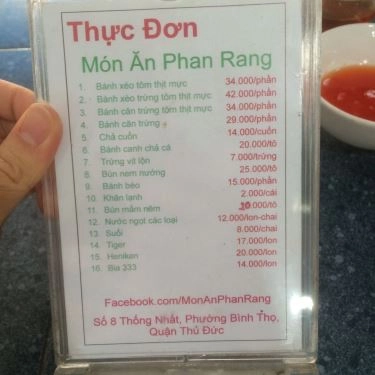 Thực Đơn
Món Ăn Phan Rang
1. Bánh xèo tôm thịt mực 34.000/phần
2. Bánh xèo trứng tôm thịt mực 42.000/phần
3. Bánh căn trứng tôm thịt mực 34.000/phần
4. Bánh căn trứng 29.000/phần
5. Chả cuốn 14.000/cuốn
6. Bánh canh chả cá 20.000/tô
7. Trứng vịt lộn 7.000/trứng
8. Bún nem nướng 25.000/tô
9. Bánh bèo 15.000/phần
10. Khăn lạnh 2.000/cái
11. Bún mắm nêm 20.000/tô
12. Nước ngọt các loại 12.000/lon-chai
13. Suối 8.000/chai
14. Tiger 17.000/lon
15. Heniken 20.000/lon
16. Bia 333 14.000/lon
Facebook.com/MonAnPhanRang
Số 8 Thống Nhất, Phường Bình Thọ,
Quận Thủ Đức